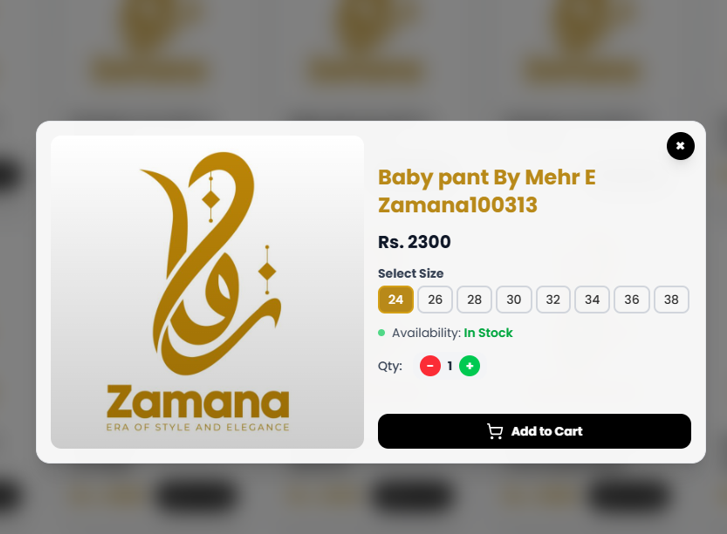 Zamana
ERA OF STYLE AND ELEGANCE
Baby pant By Mehr E
Zamana100313
Rs. 2300
Select Size
24 26 28 30 32 34 36 38
Availability: In Stock
Qty: − 1 +
Add to Cart